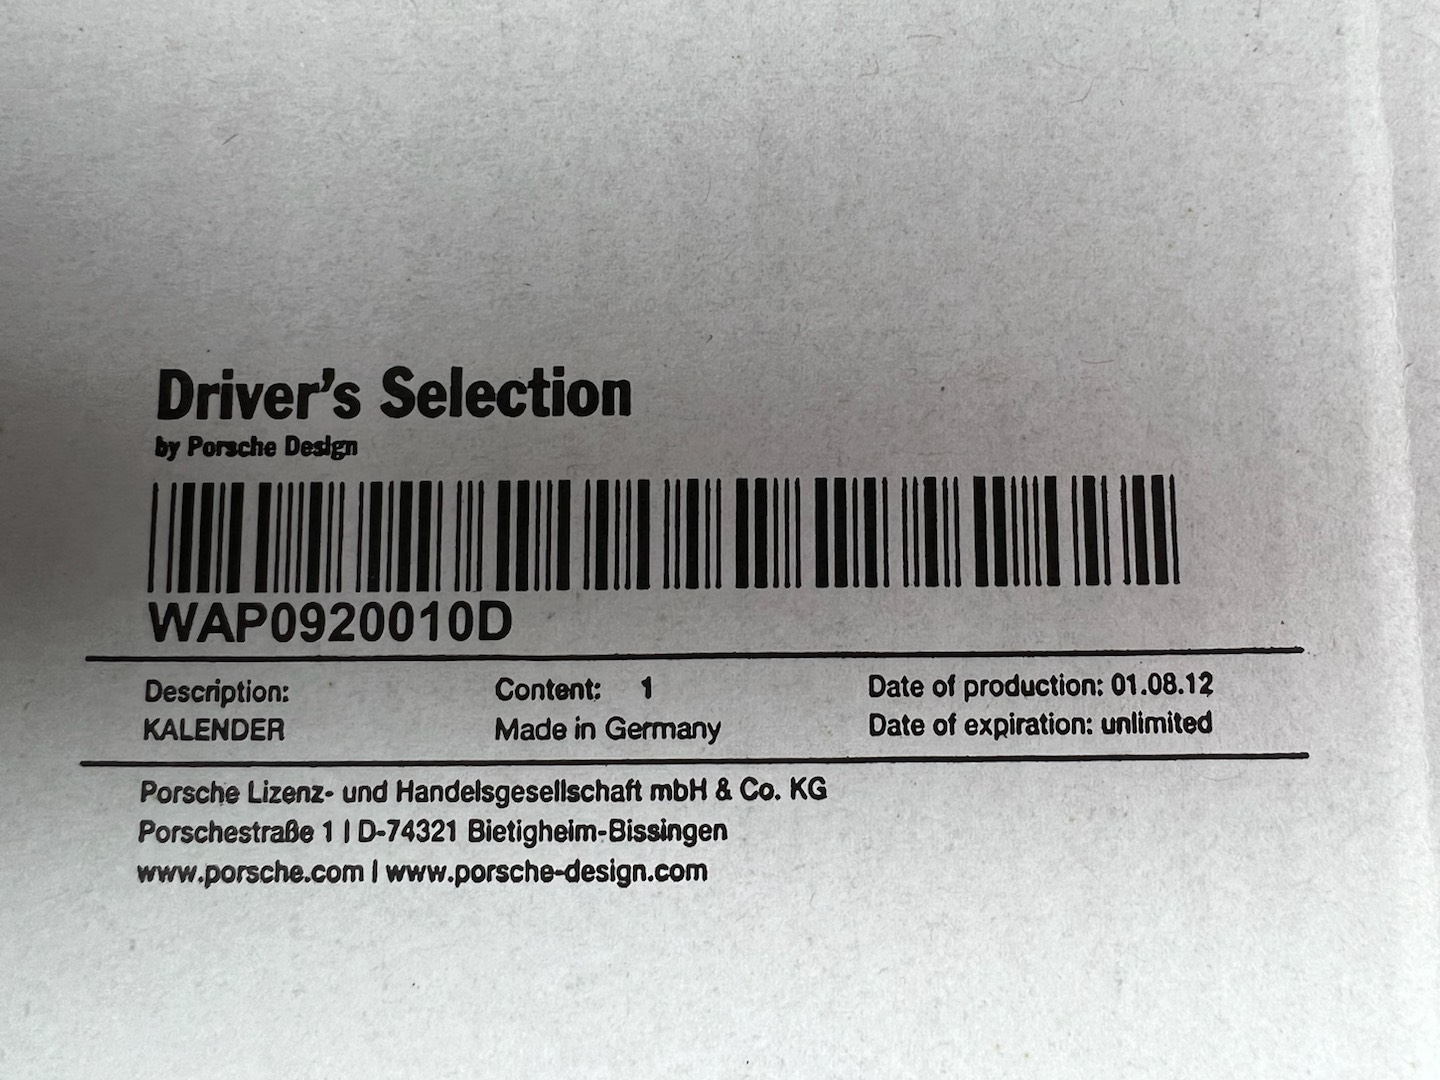 Driver's Selection
by Porsche Design
WAP0920010D
Description: Content: 1 Date of production: 01.08.12
KALENDER Made in Germany Date of expiration: unlimited
Porsche Lizenz- und Handelsgesellschaft mbH & Co. KG
Porschestraße 1 | D-74321 Bietigheim-Bissingen
www.porsche.com | www.porsche-design.com